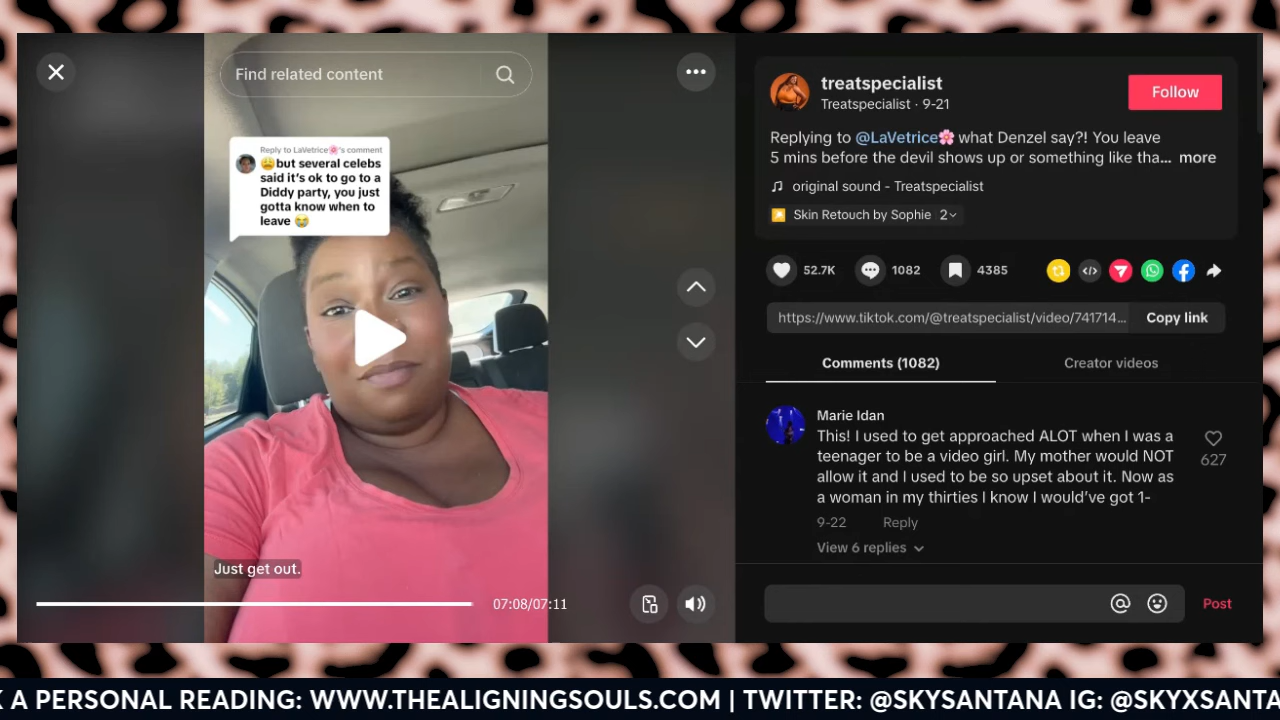 Find related content
Reply to LaVetrice🌸's comment
😩but several celebs
said it's ok to go to a
Diddy party, you just
gotta know when to
leave 😂
Just get out.
07:08/07:11
treatspecialist
Treatspecialist · 9-21
Follow
Replying to @LaVetrice🌸 what Denzel say?! You leave
5 mins before the devil shows up or something like tha... more
original sound - Treatspecialist
Skin Retouch by Sophie 2
52.7K
1082
4385
https://www.tiktok.com/@treatspecialist/video/741714...
Copy link
Comments (1082)
Creator videos
Marie Idan
This! I used to get approached ALOT when I was a
teenager to be a video girl. My mother would NOT
allow it and I used to be so upset about it. Now as
a woman in my thirties I know I would've got 1-
627
9-22 Reply
View 6 replies
@
Post
A PERSONAL READING: WWW.THEALIGNINGSOULS.COM | TWITTER: @SKYSANTANA IG: @SKYXSANTA